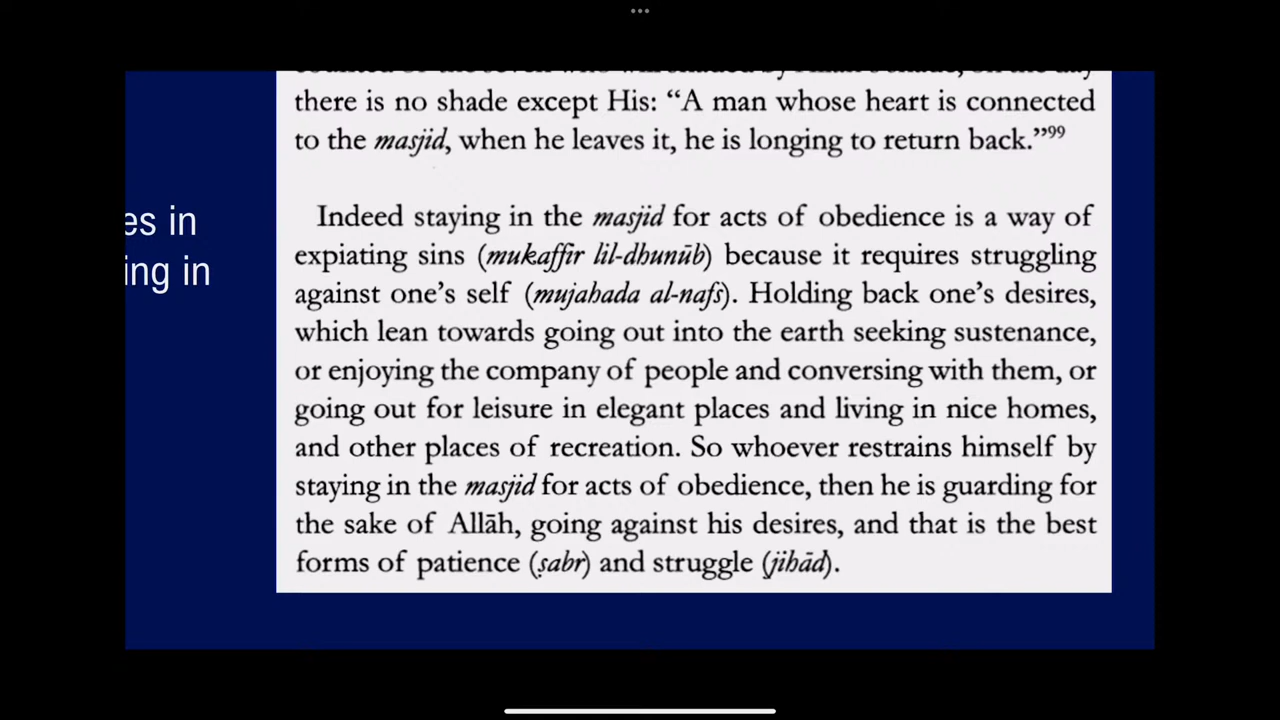 there is no shade except His: “A man whose heart is connected
to the masjid, when he leaves it, he is longing to return back.”99
es in
ing in
Indeed staying in the masjid for acts of obedience is a way of
expiating sins (mukaffir lil-dhunūb) because it requires struggling
against one’s self (mujahada al-nafs). Holding back one’s desires,
which lean towards going out into the earth seeking sustenance,
or enjoying the company of people and conversing with them, or
going out for leisure in elegant places and living in nice homes,
and other places of recreation. So whoever restrains himself by
staying in the masjid for acts of obedience, then he is guarding for
the sake of Allāh, going against his desires, and that is the best
forms of patience (ṣabr) and struggle (jihād).